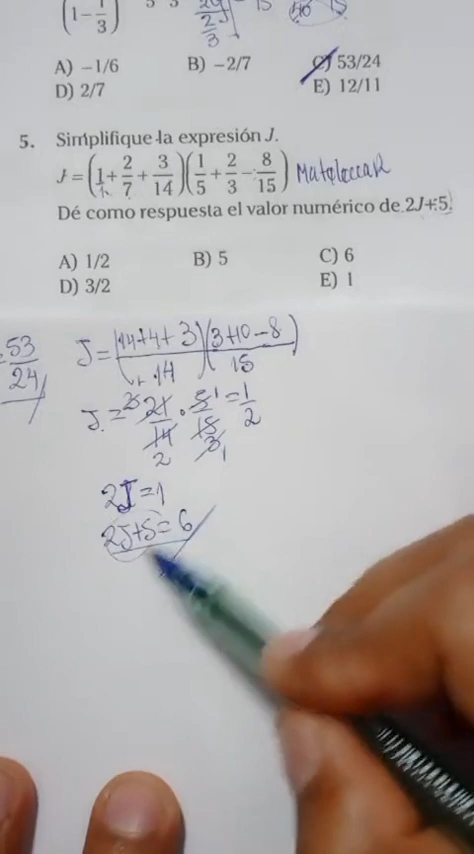 (1 - 1/3)
A) −1/6 B) −2/7 C) 53/24
D) 2/7 E) 12/11
5. Simplifique la expresión J.
J = (1 + 2/7 + 3/14)(1/5 + 2/3 − 8/15)
Dé como respuesta el valor numérico de 2J+5.
A) 1/2 B) 5 C) 6
D) 3/2 E) 1
53/24
J = (14+4+3)/14 (3+10−8)/15
J = 21/14 · 5/15 = 1/2
2J = 1
2J+5 = 6